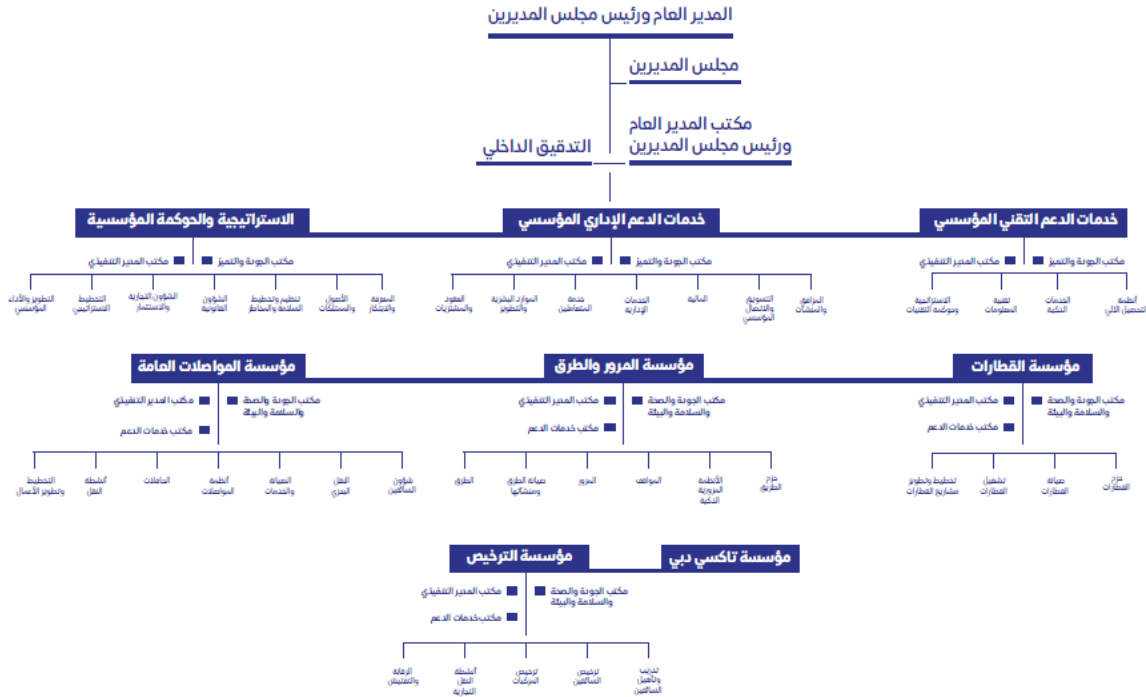 المدير العام ورئيس مجلس المديرين
مجلس المديرين
مكتب المدير العام
ورئيس مجلس المديرين
التدقيق الداخلي
خدمات الدعم التقني المؤسسي
مكتب الجودة والتميز
مكتب المدير التنفيذي
أنظمة
التحصيل الآلي
الخدمات
الذكية
تقنية
المعلومات
الاستراتيجية
وحوكمة التقنيات
خدمات الدعم الإداري المؤسسي
مكتب الجودة والتميز
مكتب المدير التنفيذي
المرافق
والمنشآت
التسويق
والاتصال
المؤسسي
المالية
الخدمات
الإدارية
خدمة
المتعاملين
الموارد البشرية
والتطوير
العقود
والمشتريات
الاستراتيجية والحوكمة المؤسسية
مكتب الجودة والتميز
مكتب المدير التنفيذي
المعرفة
والابتكار
الأصول
والممتلكات
تنظيم وتخطيط
السلامة والمخاطر
الشؤون
القانونية
الشؤون التجارية
والاستثمار
التخطيط
الاستراتيجي
التطوير والأداء
المؤسسي
مؤسسة القطارات
مكتب الجودة والصحة
والسلامة والبيئة
مكتب المدير التنفيذي
مكتب خدمات الدعم
حرم
القطارات
صيانة
القطارات
تشغيل
القطارات
تخطيط وتطوير
مشاريع القطارات
مؤسسة المرور والطرق
مكتب الجودة والصحة
والسلامة والبيئة
مكتب المدير التنفيذي
مكتب خدمات الدعم
حرم
الطريق
الأنظمة
المرورية
الذكية
المواقف
المرور
صيانة الطرق
ومنشآتها
الطرق
مؤسسة المواصلات العامة
مكتب الجودة والصحة
والسلامة والبيئة
مكتب المدير التنفيذي
مكتب خدمات الدعم
شؤون
السائقين
النقل
البحري
الصيانة
والخدمات
أنظمة
المواصلات
الحافلات
أنشطة
النقل
التخطيط
وتطوير الأعمال
مؤسسة تاكسي دبي
مؤسسة الترخيص
مكتب الجودة والصحة
والسلامة والبيئة
مكتب المدير التنفيذي
مكتب خدمات الدعم
تدريب
وتأهيل
السائقين
ترخيص
السائقين
ترخيص
المركبات
أنشطة
النقل
التجارية
الرقابة
والتفتيش